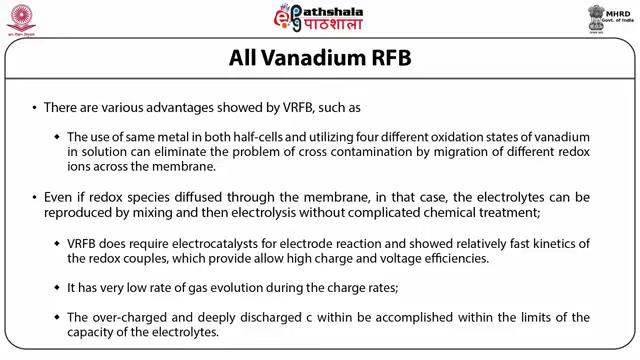 ePathshala
पाठशाला
MHRD
Govt. of India
All Vanadium RFB
• There are various advantages showed by VRFB, such as
◆ The use of same metal in both half-cells and utilizing four different oxidation states of vanadium
in solution can eliminate the problem of cross contamination by migration of different redox
ions across the membrane.
• Even if redox species diffused through the membrane, in that case, the electrolytes can be
reproduced by mixing and then electrolysis without complicated chemical treatment;
◆ VRFB does require electrocatalysts for electrode reaction and showed relatively fast kinetics of
the redox couples, which provide allow high charge and voltage efficiencies.
◆ It has very low rate of gas evolution during the charge rates;
◆ The over-charged and deeply discharged c within be accomplished within the limits of the
capacity of the electrolytes.